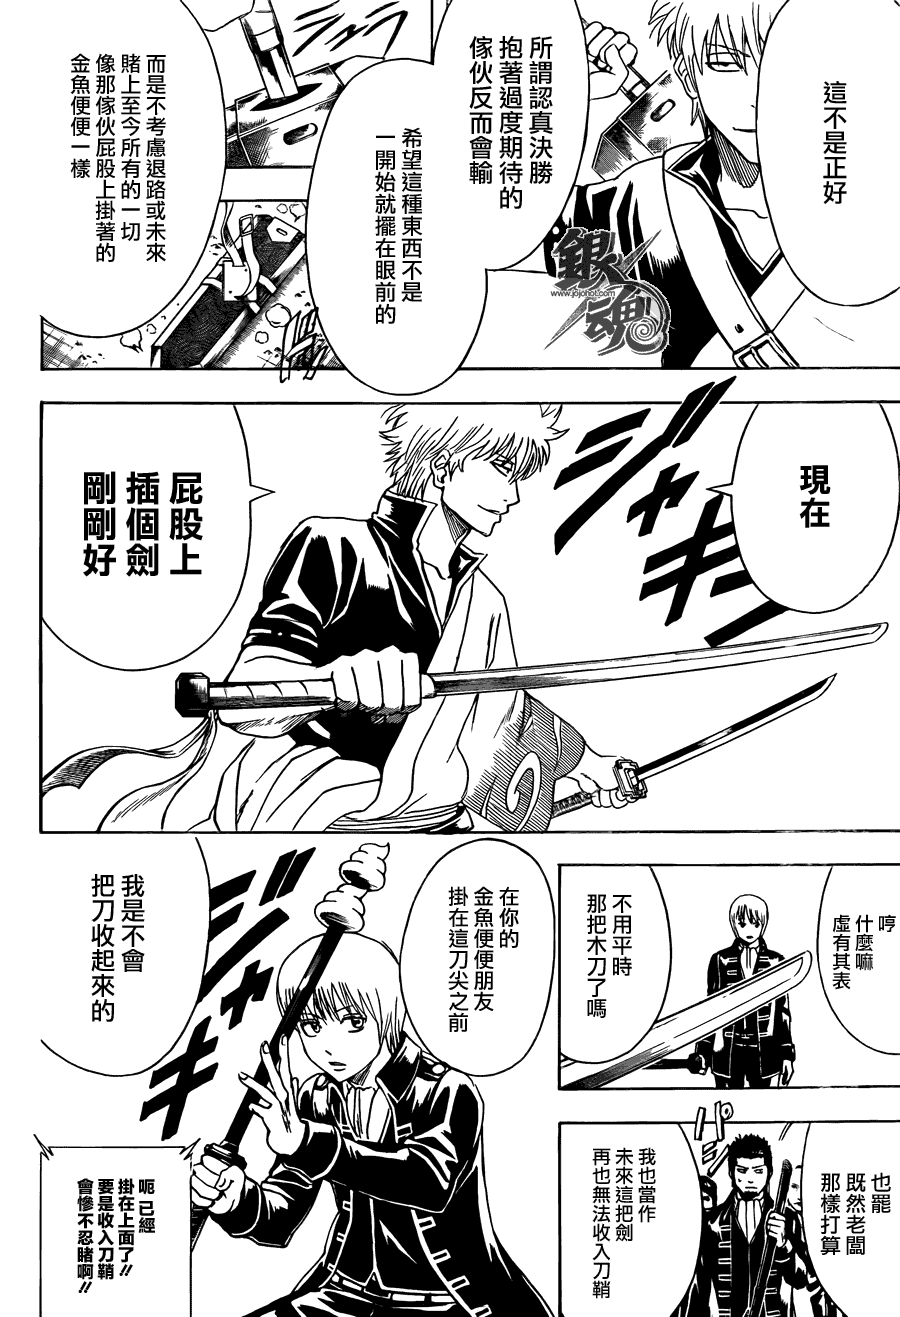 這不是正好
所謂認真決勝
抱著過度期待的
傢伙反而會輸
希望這種東西不是
一開始就擺在眼前的
而是不考慮退路或未來
賭上至今所有的一切
像那傢伙屁股上掛著的
金魚便便一樣
銀魂
www.jojohot.com
現在
屁股上
插個劍
剛剛好
哼
什麼嘛
虛有其表
不用平時
那把木刀了嗎
在你的
金魚便便朋友
掛在這刀尖之前
我是不會
把刀收起來的
呃 已經
掛在上面了!!
要是收入刀鞘
會慘不忍睹啊!!
也罷
既然老闆
那樣打算
我也當作
未來這把劍
再也無法收入刀鞘